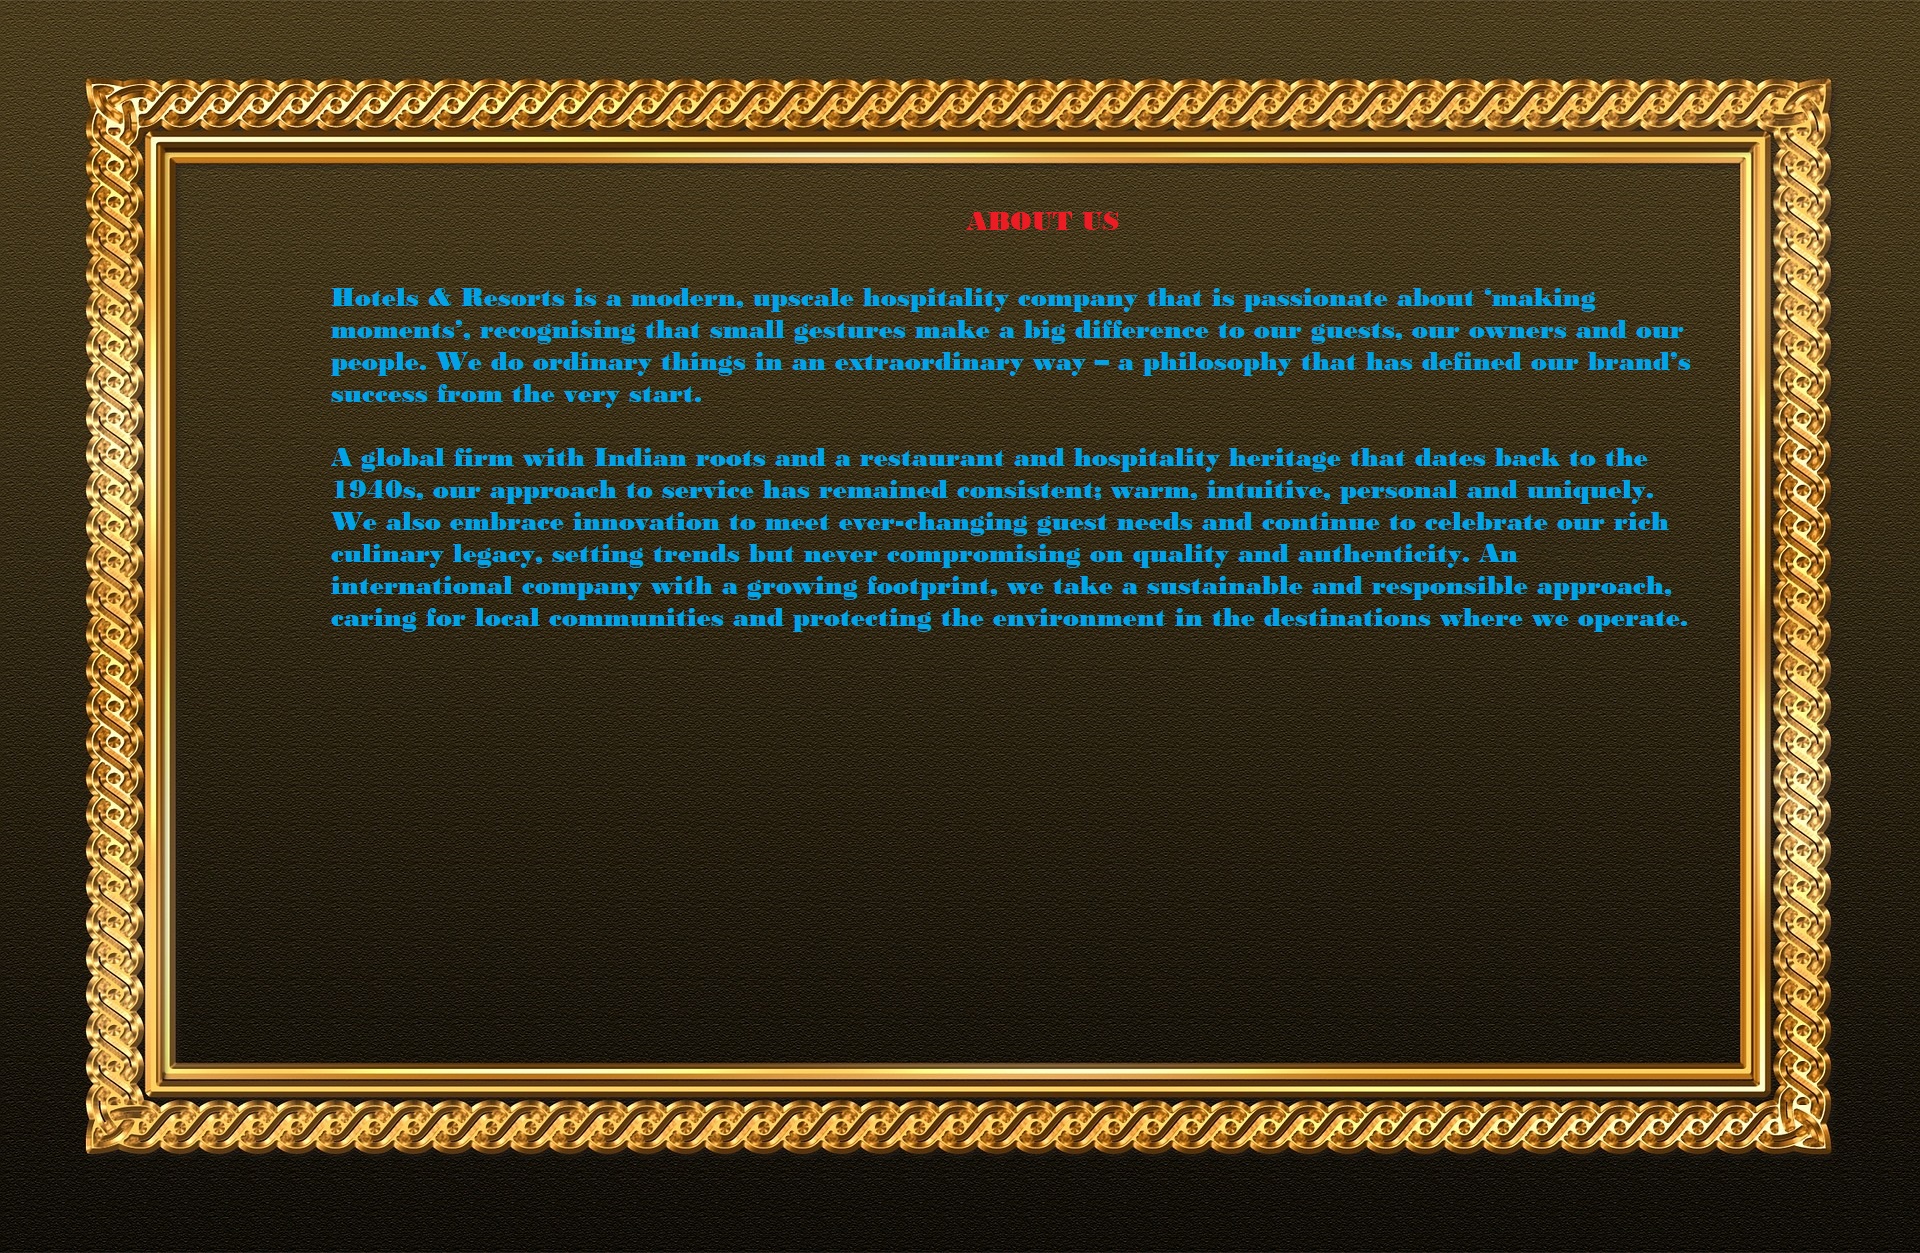 ABOUT US
Hotels & Resorts is a modern, upscale hospitality company that is passionate about ‘making
moments’, recognising that small gestures make a big difference to our guests, our owners and our
people. We do ordinary things in an extraordinary way – a philosophy that has defined our brand’s
success from the very start.
A global firm with Indian roots and a restaurant and hospitality heritage that dates back to the
1940s, our approach to service has remained consistent; warm, intuitive, personal and uniquely.
We also embrace innovation to meet ever-changing guest needs and continue to celebrate our rich
culinary legacy, setting trends but never compromising on quality and authenticity. An
international company with a growing footprint, we take a sustainable and responsible approach,
caring for local communities and protecting the environment in the destinations where we operate.